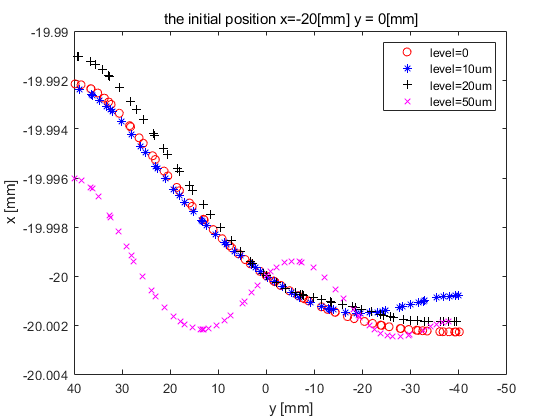 the initial position x=-20[mm] y = 0[mm]
-19.99
-19.992
-19.994
-19.996
-19.998
-20
-20.002
-20.004
x [mm]
level=0
level=10um
level=20um
level=50um
40 30 20 10 0 -10 -20 -30 -40 -50
y [mm]